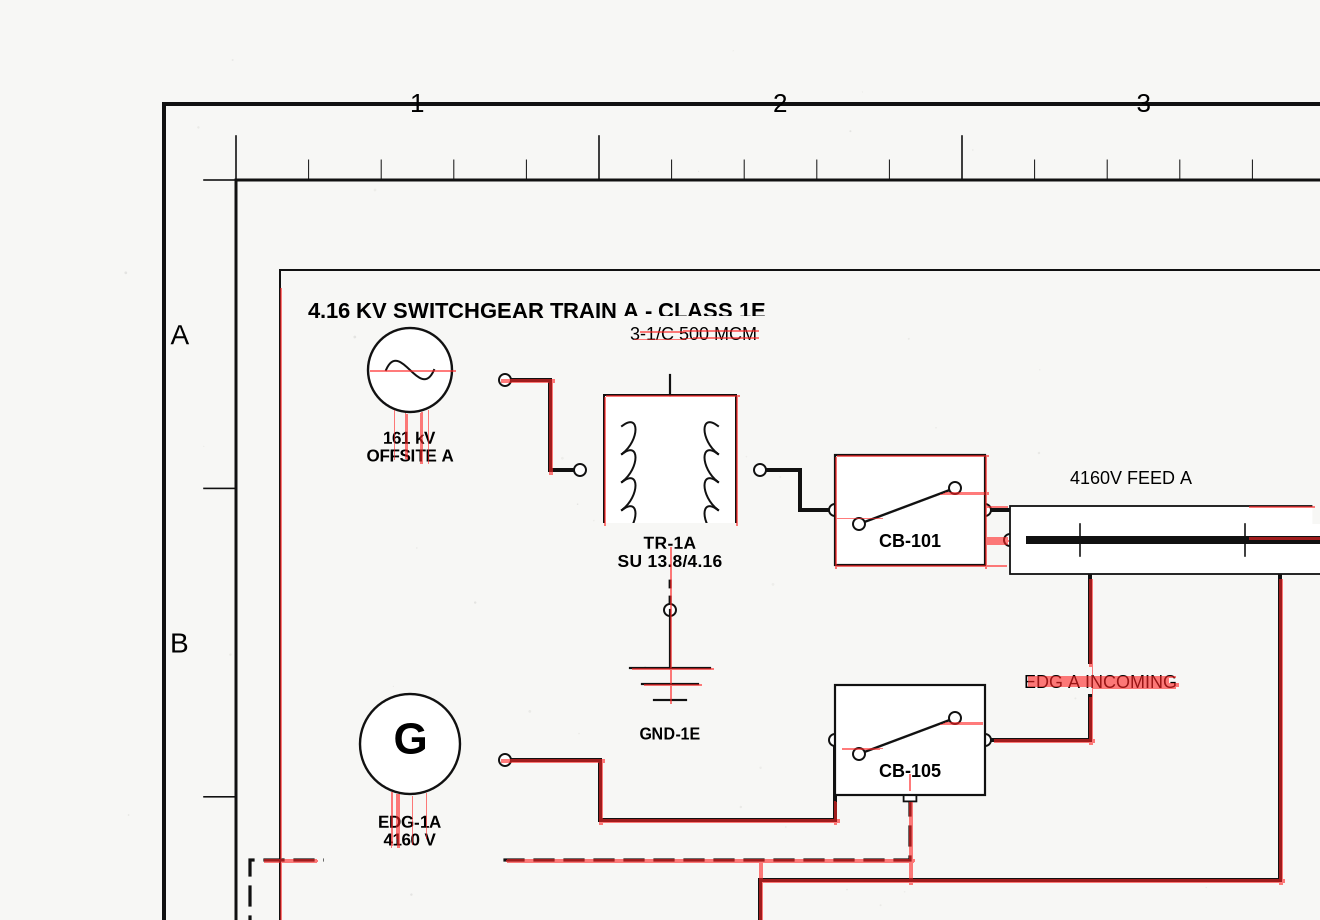 1 2 3
A
4.16 KV SWITCHGEAR TRAIN A - CLASS 1E
3-1/C 500 MCM
161 kV
OFFSITE A
4160V FEED A
CB-101
TR-1A
SU 13.8/4.16
B
EDG A INCOMING
G
GND-1E
CB-105
EDG-1A
4160 V